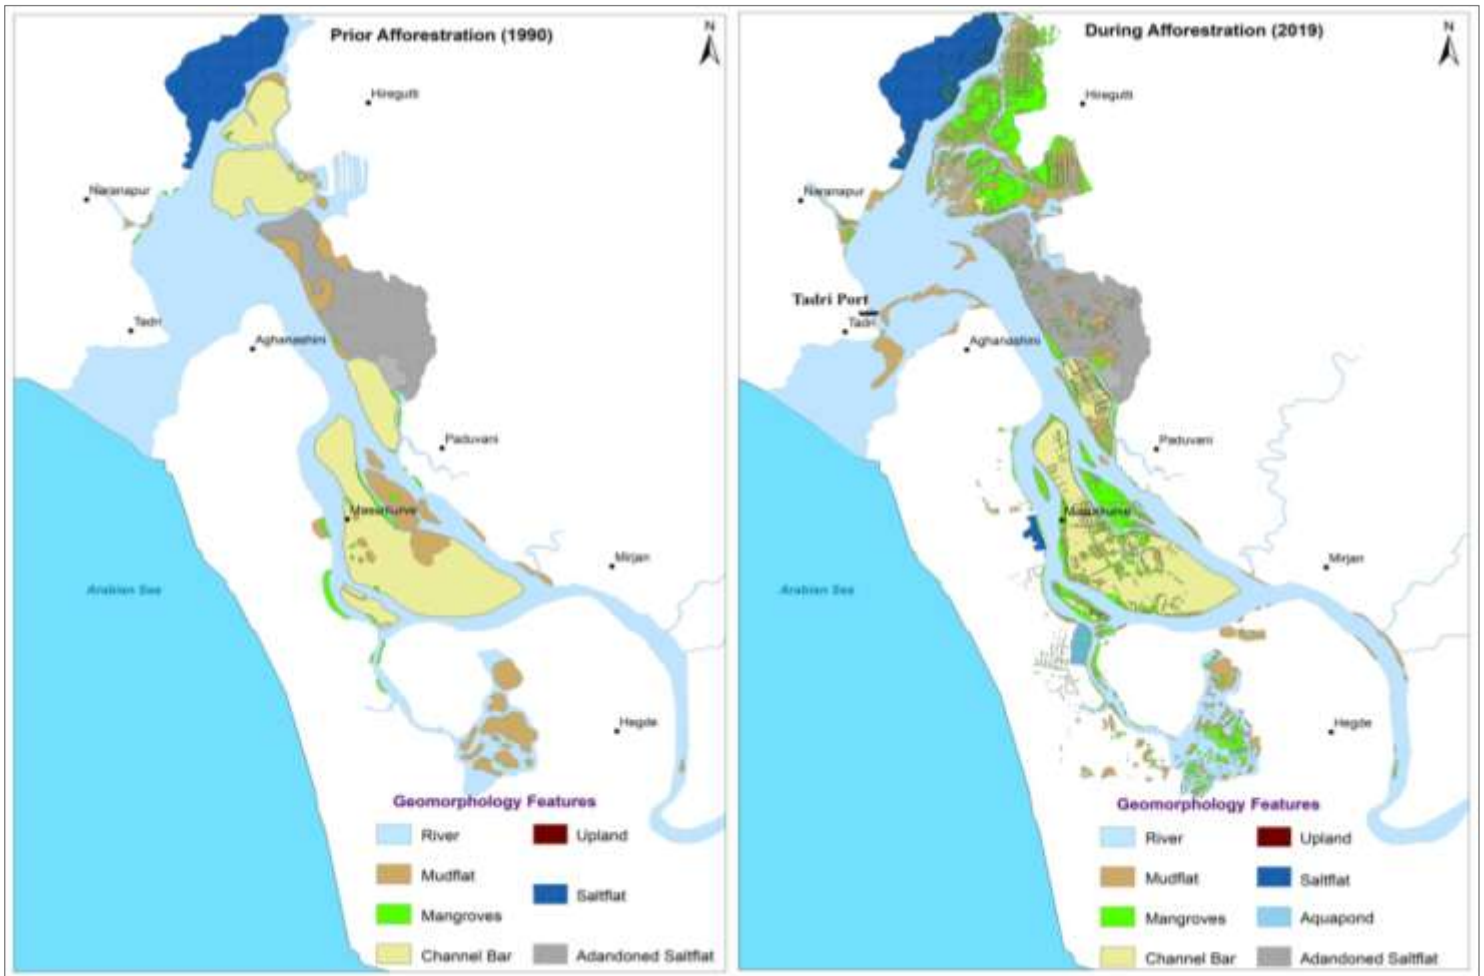 Prior Afforestration (1990)
N
Hiregutti
Naranapur
Tadri
Aghanashini
Paduvani
Masurkurve
Mirjan
Arabian Sea
Hegde
Geomorphology Features
River
Upland
Mudflat
Saltflat
Mangroves
Channel Bar
Adandoned Saltflat
During Afforestration (2019)
N
Hiregutti
Naranapur
Tadri Port
Tadri
Aghanashini
Paduvani
Mirjan
Arabian Sea
Hegde
Geomorphology Features
River
Upland
Mudflat
Saltflat
Mangroves
Aquapond
Channel Bar
Adandoned Saltflat